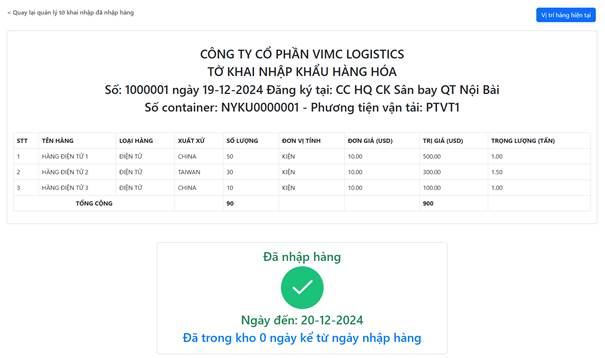 < Quay lại quản lý tờ khai nhập đã nhập hàng
Vị trí hàng hiện tại
CÔNG TY CỔ PHẦN VIMC LOGISTICS
TỜ KHAI NHẬP KHẨU HÀNG HÓA
Số: 1000001 ngày 19-12-2024 Đăng ký tại: CC HQ CK Sân bay QT Nội Bài
Số container: NYKU0000001 - Phương tiện vận tải: PTVT1
STT TÊN HÀNG LOẠI HÀNG XUẤT XỨ SỐ LƯỢNG ĐƠN VỊ TÍNH ĐƠN GIÁ (USD) TRỊ GIÁ (USD) TRỌNG LƯỢNG (TẤN)
1 HÀNG ĐIỆN TỬ 1 ĐIỆN TỬ CHINA 50 KIỆN 10.00 500.00 1.00
2 HÀNG ĐIỆN TỬ 2 ĐIỆN TỬ TAIWAN 30 KIỆN 10.00 300.00 1.50
3 HÀNG ĐIỆN TỬ 3 ĐIỆN TỬ CHINA 10 KIỆN 10.00 100.00 1.00
TỔNG CỘNG 90 900
Đã nhập hàng
Ngày đến: 20-12-2024
Đã trong kho 0 ngày kể từ ngày nhập hàng